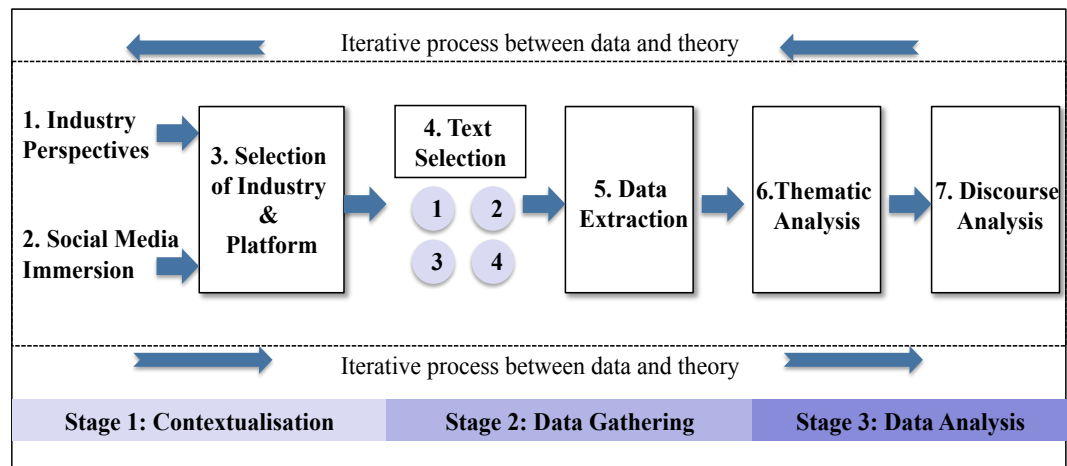 Iterative process between data and theory
1. Industry
Perspectives
2. Social Media
Immersion
3. Selection
of Industry
&
Platform
4. Text
Selection
1
2
3
4
5. Data
Extraction
6.Thematic
Analysis
7. Discourse
Analysis
Iterative process between data and theory
Stage 1: Contextualisation
Stage 2: Data Gathering
Stage 3: Data Analysis